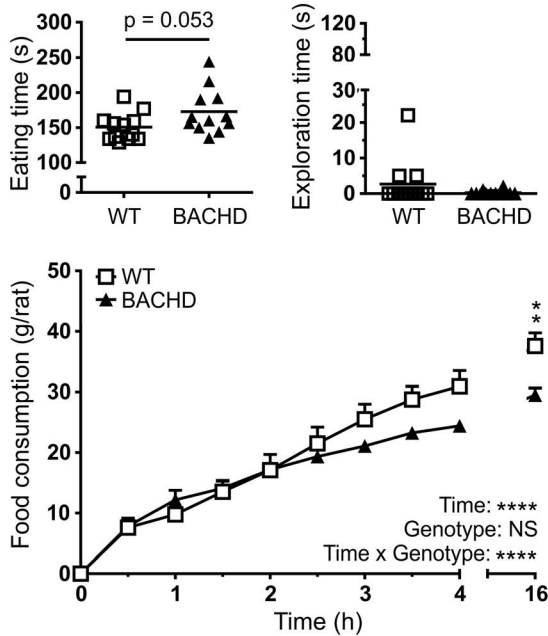 Eating time (s)
300
250
200
150
100
0
p = 0.053
WT
BACHD
Exploration time (s)
120
80
30
20
10
0
WT
BACHD
Food consumption (g/rat)
50
40
30
20
10
0
WT
BACHD
**
Time: ****
Genotype: NS
Time x Genotype: ****
0
1
2
3
4
16
Time (h)